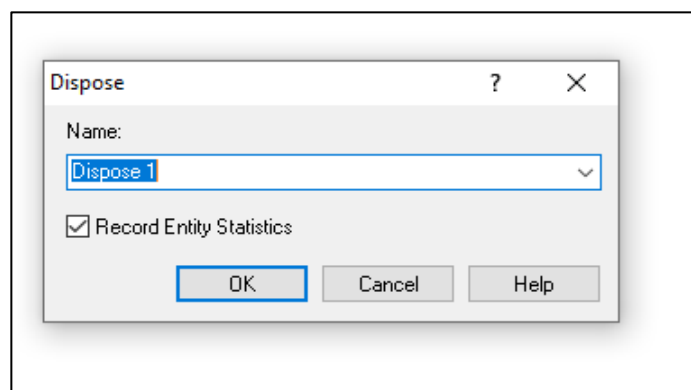 Dispose ?
Name:
Dispose 1
Record Entity Statistics
OK Cancel Help